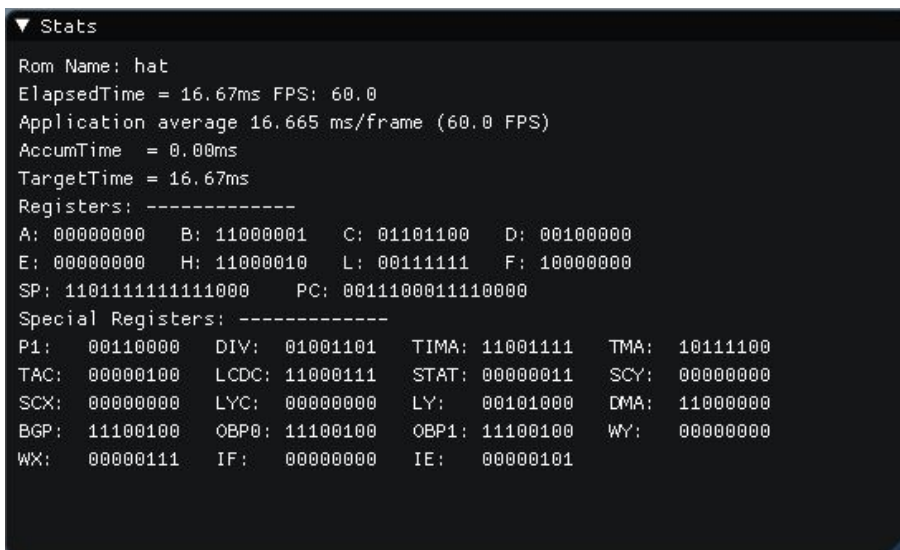 ▼ Stats
Rom Name: hat
ElapsedTime = 16.67ms FPS: 60.0
Application average 16.665 ms/frame (60.0 FPS)
AccumTime  = 0.00ms
TargetTime = 16.67ms
Registers: -------------
A: 00000000   B: 11000001   C: 01101100   D: 00100000
E: 00000000   H: 11000010   L: 00111111   F: 10000000
SP: 1101111111111000    PC: 0011100011110000
Special Registers: -------------
P1:   00110000   DIV:  01001101   TIMA: 11001111   TMA:  10111100
TAC:  00000100   LCDC: 11000111   STAT: 00000011   SCY:  00000000
SCX:  00000000   LYC:  00000000   LY:   00101000   DMA:  11000000
BGP:  11100100   OBP0: 11100100   OBP1: 11100100   WY:   00000000
WX:   00000111   IF:   00000000   IE:   00000101